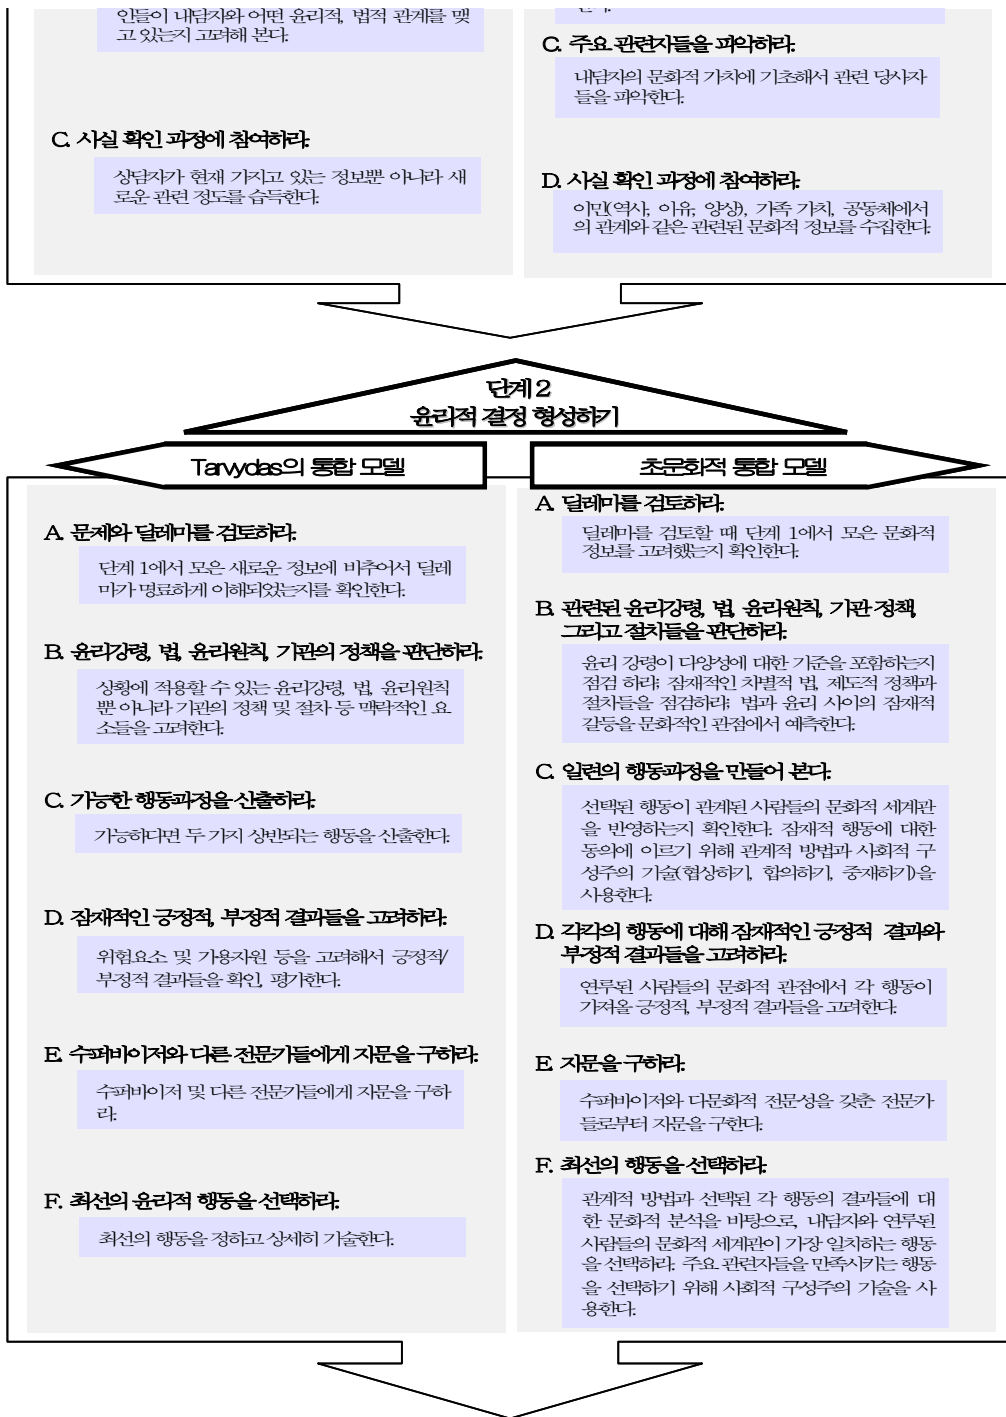 인들이 내담자와 어떤 윤리적, 법적 관계를 맺
고 있는지 고려해 본다.
C. 사실 확인 과정에 참여하라.
상담자가 현재 가지고 있는 정보뿐 아니라 새
로운 관련 정도를 습득한다.
C. 주요 관련자들을 파악하라.
내담자의 문화적 가치에 기초해서 관련 당사자
들을 파악한다.
D. 사실 확인 과정에 참여하라.
이민(역사, 이유, 양상), 가족 가치, 공동체에서
의 관계와 같은 관련된 문화적 정보를 수집한다.
단계 2
윤리적 결정 형성하기
Tarvydas의 통합 모델
A. 문제와 딜레마를 검토하라.
단계 1에서 모은 새로운 정보에 비추어서 딜레
마가 명료하게 이해되었는지를 확인한다.
B. 윤리강령, 법, 윤리원칙, 기관의 정책을 판단하라.
상황에 적용할 수 있는 윤리강령, 법, 윤리원칙
뿐 아니라 기관의 정책 및 절차 등 맥락적인 요
소들을 고려한다.
C. 가능한 행동과정을 산출하라.
가능하다면 두 가지 상반되는 행동을 산출한다.
D. 잠재적인 긍정적, 부정적 결과들을 고려하라.
위험요소 및 가용자원 등을 고려해서 긍정적/
부정적 결과들을 확인, 평가한다.
E. 수퍼바이저와 다른 전문가들에게 자문을 구하라.
수퍼바이저 및 다른 전문가들에게 자문을 구하
라.
F. 최선의 윤리적 행동을 선택하라.
최선의 행동을 정하고 상세히 기술한다.
초문화적 통합 모델
A. 딜레마를 검토하라.
딜레마를 검토할 때 단계 1에서 모은 문화적
정보를 고려했는지 확인한다.
B. 관련된 윤리강령, 법, 윤리원칙, 기관 정책,
그리고 절차들을 판단하라.
윤리 강령이 다양성에 대한 기준을 포함하는지
점검 하라; 잠재적인 차별적 법, 제도적 정책과
절차들을 점검하라; 법과 윤리 사이의 잠재적
갈등을 문화적인 관점에서 예측한다.
C. 일련의 행동과정을 만들어 본다.
선택된 행동이 관계된 사람들의 문화적 세계관
을 반영하는지 확인한다. 잠재적 행동에 대한
동의에 이르기 위해 관계적 방법과 사회적 구
성주의 기술(협상하기, 합의하기, 중재하기)을
사용한다.
D. 각각의 행동에 대해 잠재적인 긍정적 결과와
부정적 결과들을 고려하라.
연루된 사람들의 문화적 관점에서 각 행동이
가져올 긍정적, 부정적 결과들을 고려한다.
E. 자문을 구하라.
수퍼바이저와 다문화적 전문성을 갖춘 전문가
들로부터 자문을 구한다.
F. 최선의 행동을 선택하라.
관계적 방법과 선택된 각 행동의 결과들에 대
한 문화적 분석을 바탕으로, 내담자와 연루된
사람들의 문화적 세계관이 가장 일치하는 행동
을 선택하라. 주요 관련자들을 만족시키는 행동
을 선택하기 위해 사회적 구성주의 기술을 사
용한다.